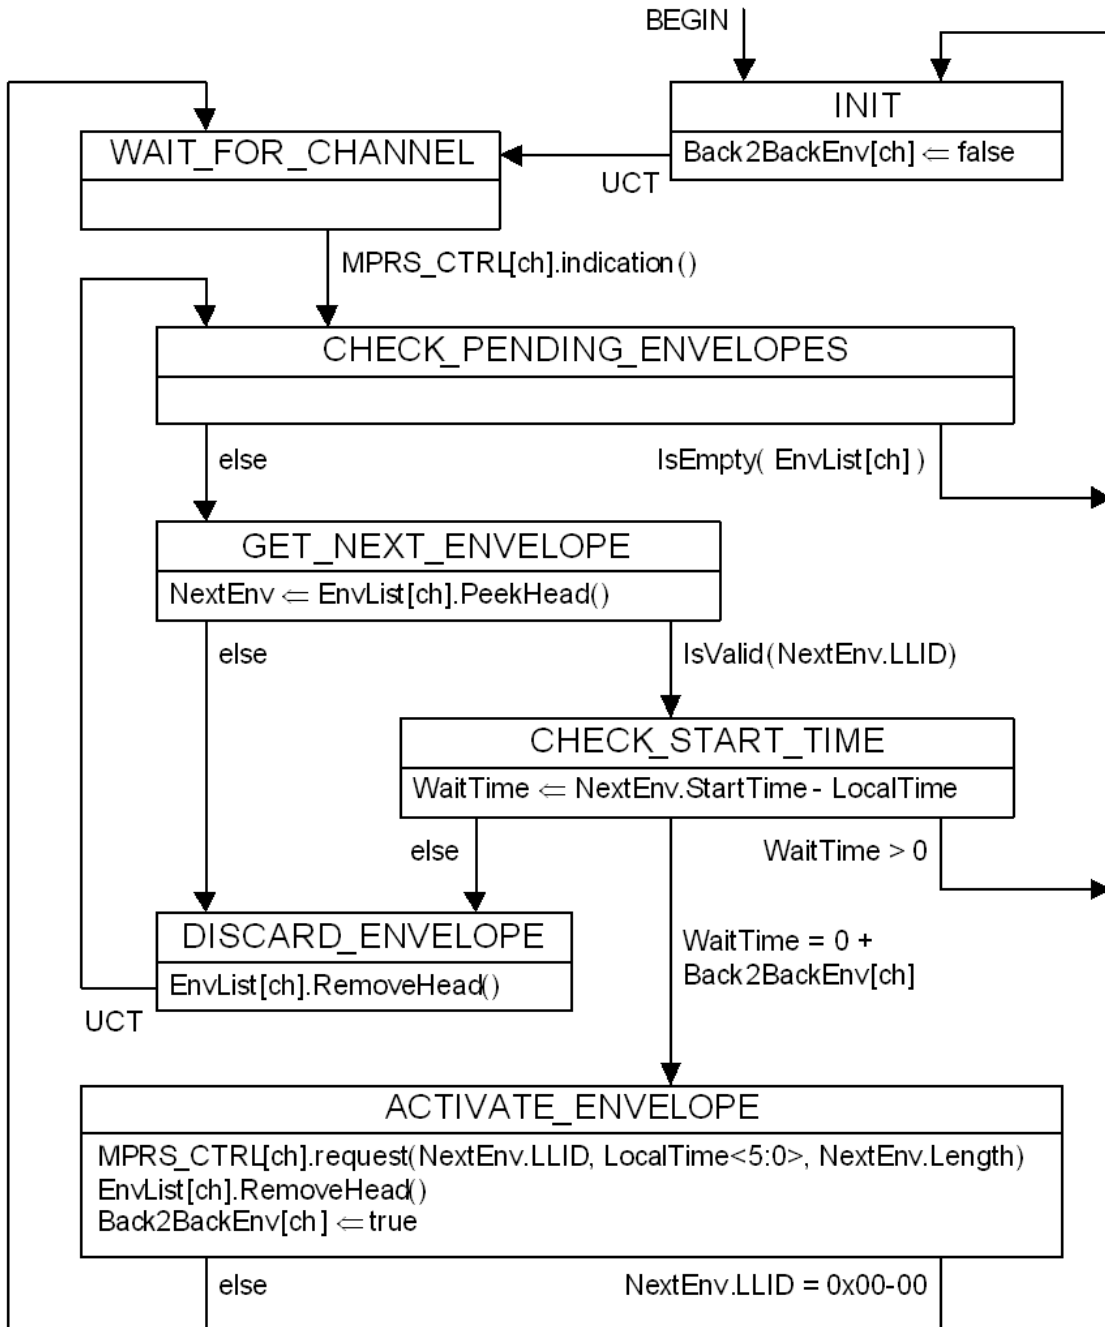 BEGIN
INIT
Back2BackEnv[ch] ⇐ false
WAIT_FOR_CHANNEL
UCT
MPRS_CTRL[ch].indication()
CHECK_PENDING_ENVELOPES
else
IsEmpty( EnvList[ch] )
GET_NEXT_ENVELOPE
NextEnv ⇐ EnvList[ch].PeekHead()
else
IsValid(NextEnv.LLID)
CHECK_START_TIME
WaitTime ⇐ NextEnv.StartTime - LocalTime
else
WaitTime > 0
DISCARD_ENVELOPE
EnvList[ch].RemoveHead()
WaitTime = 0 +
Back2BackEnv[ch]
UCT
ACTIVATE_ENVELOPE
MPRS_CTRL[ch].request(NextEnv.LLID, LocalTime<5:0>, NextEnv.Length)
EnvList[ch].RemoveHead()
Back2BackEnv[ch] ⇐ true
else
NextEnv.LLID = 0x00-00